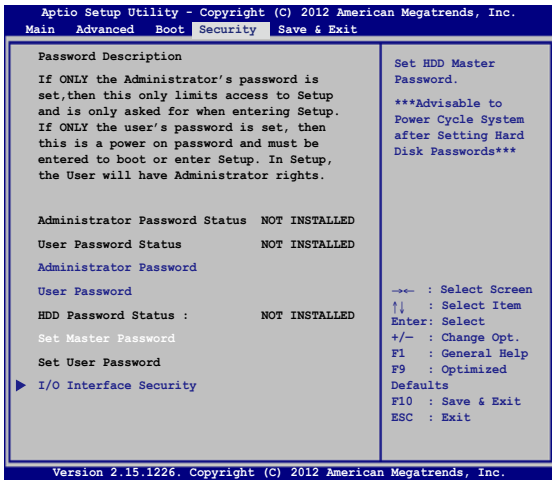 Aptio Setup Utility - Copyright (C) 2012 American Megatrends, Inc.
Main Advanced Boot Security Save & Exit
Password Description
If ONLY the Administrator's password is
set,then this only limits access to Setup
and is only asked for when entering Setup.
If ONLY the user's password is set, then
this is a power on password and must be
entered to boot or enter Setup. In Setup,
the User will have Administrator rights.
Administrator Password Status NOT INSTALLED
User Password Status NOT INSTALLED
Administrator Password
User Password
HDD Password Status : NOT INSTALLED
Set Master Password
Set User Password
I/O Interface Security
Set HDD Master
Password.
***Advisable to
Power Cycle System
after Setting Hard
Disk Passwords***
→← : Select Screen
↑↓ : Select Item
Enter: Select
+/— : Change Opt.
F1 : General Help
F9 : Optimized
Defaults
F10 : Save & Exit
ESC : Exit
Version 2.15.1226. Copyright (C) 2012 American Megatrends, Inc.